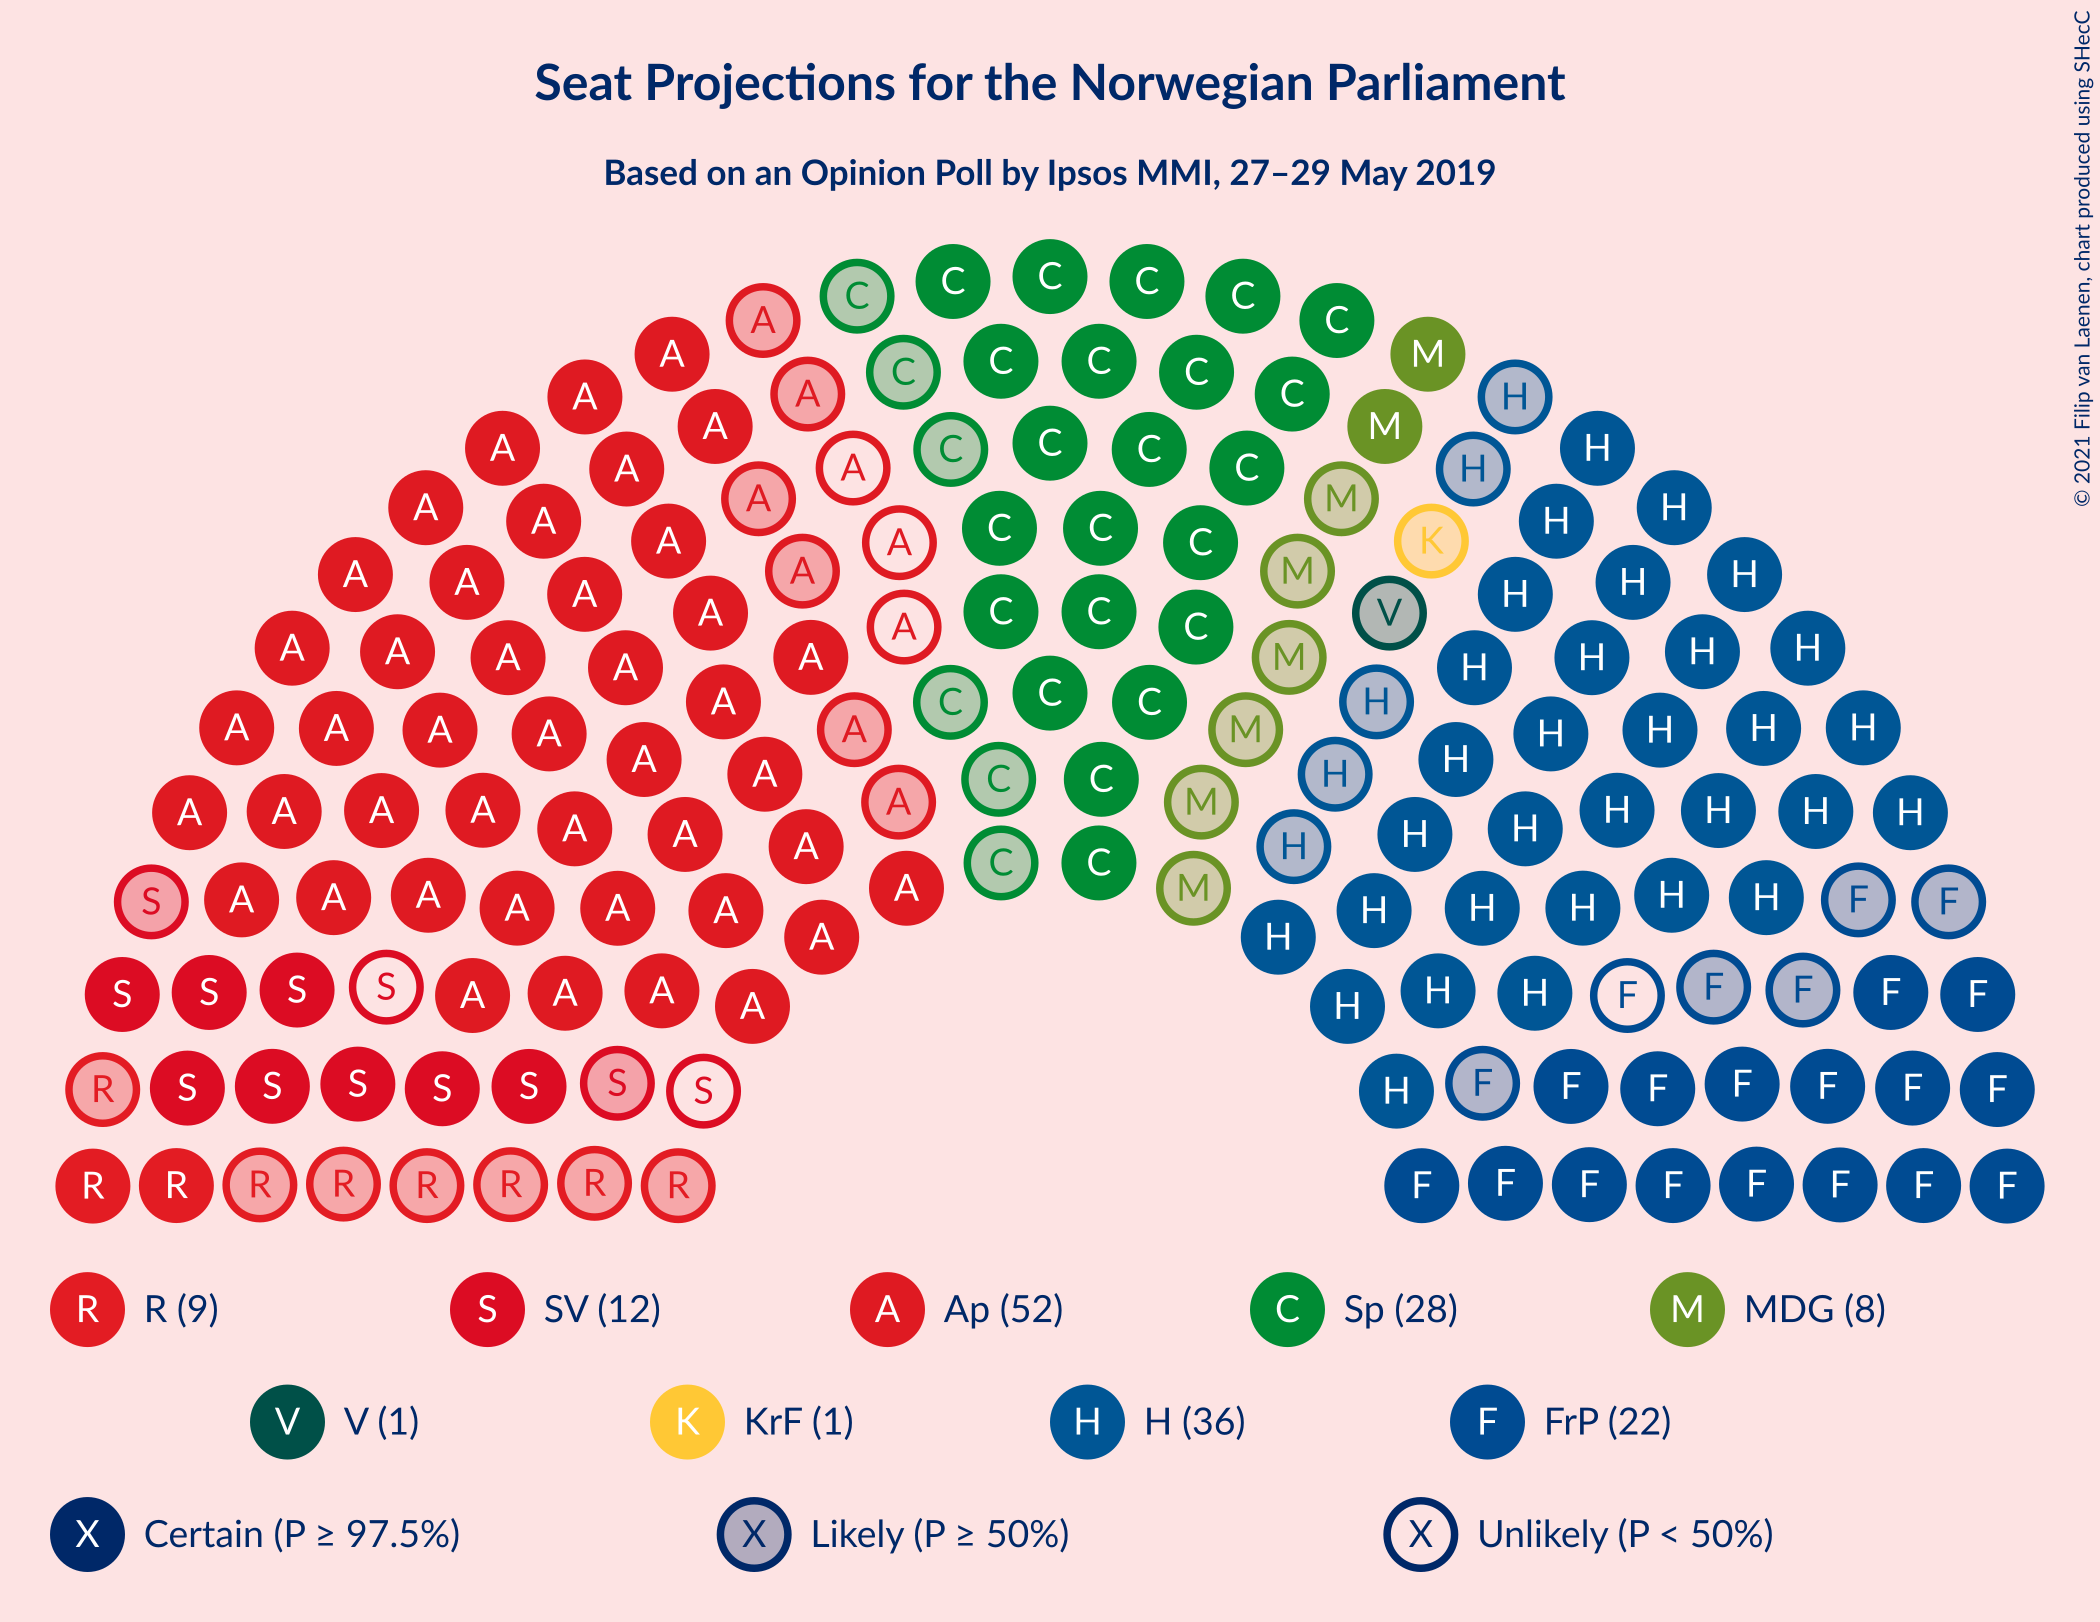 Seat Projections for the Norwegian Parliament
Based on an Opinion Poll by Ipsos MMI, 27–29 May 2019
© 2021 Filip van Laenen, chart produced using SHecC
C C C C C
A C
A M
A C C C C H
A A C M
A C C C H
A A A C H
A M
A A A C C C H H
A A K
A A M H
A A A C C C H H
A A V
A A A M H H
A A H H
A A C C C H
A A A A A M H H H H
A A C C H
A A A A M H H H H
A A A C C H H
A M
S A A A A A A H H H H H F F
A H
S S S S A A A A H H H F F F F F
R S S S S S S S H F F F F F F F
R R R R R R R R F F F F F F F F
R R (9) S SV (12) A Ap (52) C Sp (28) M MDG (8)
V V (1) K KrF (1) H H (36) F FrP (22)
X Certain (P ≥ 97.5%) X Likely (P ≥ 50%) X Unlikely (P < 50%)